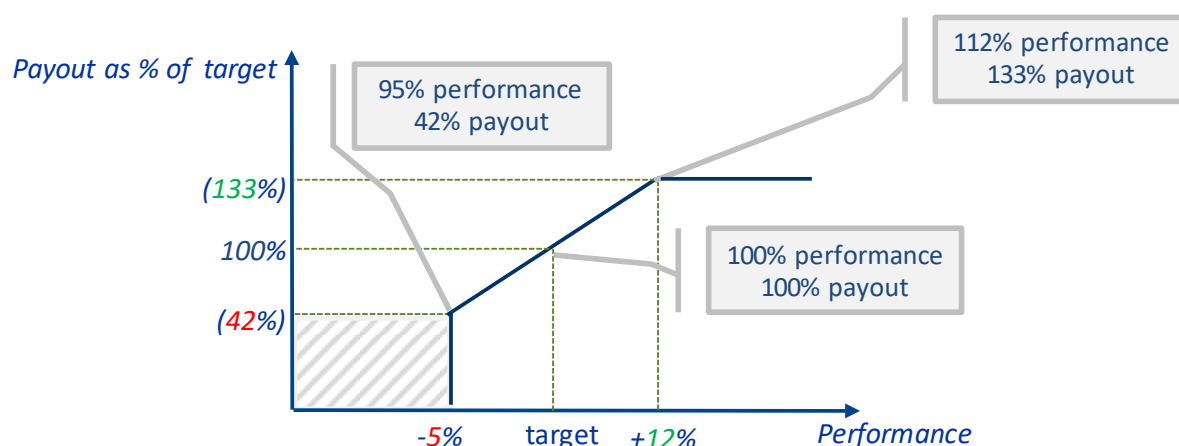 Payout as % of target
112% performance
133% payout
95% performance
42% payout
(133%)
100%
100% performance
100% payout
(42%)
-5%
target
+12%
Performance